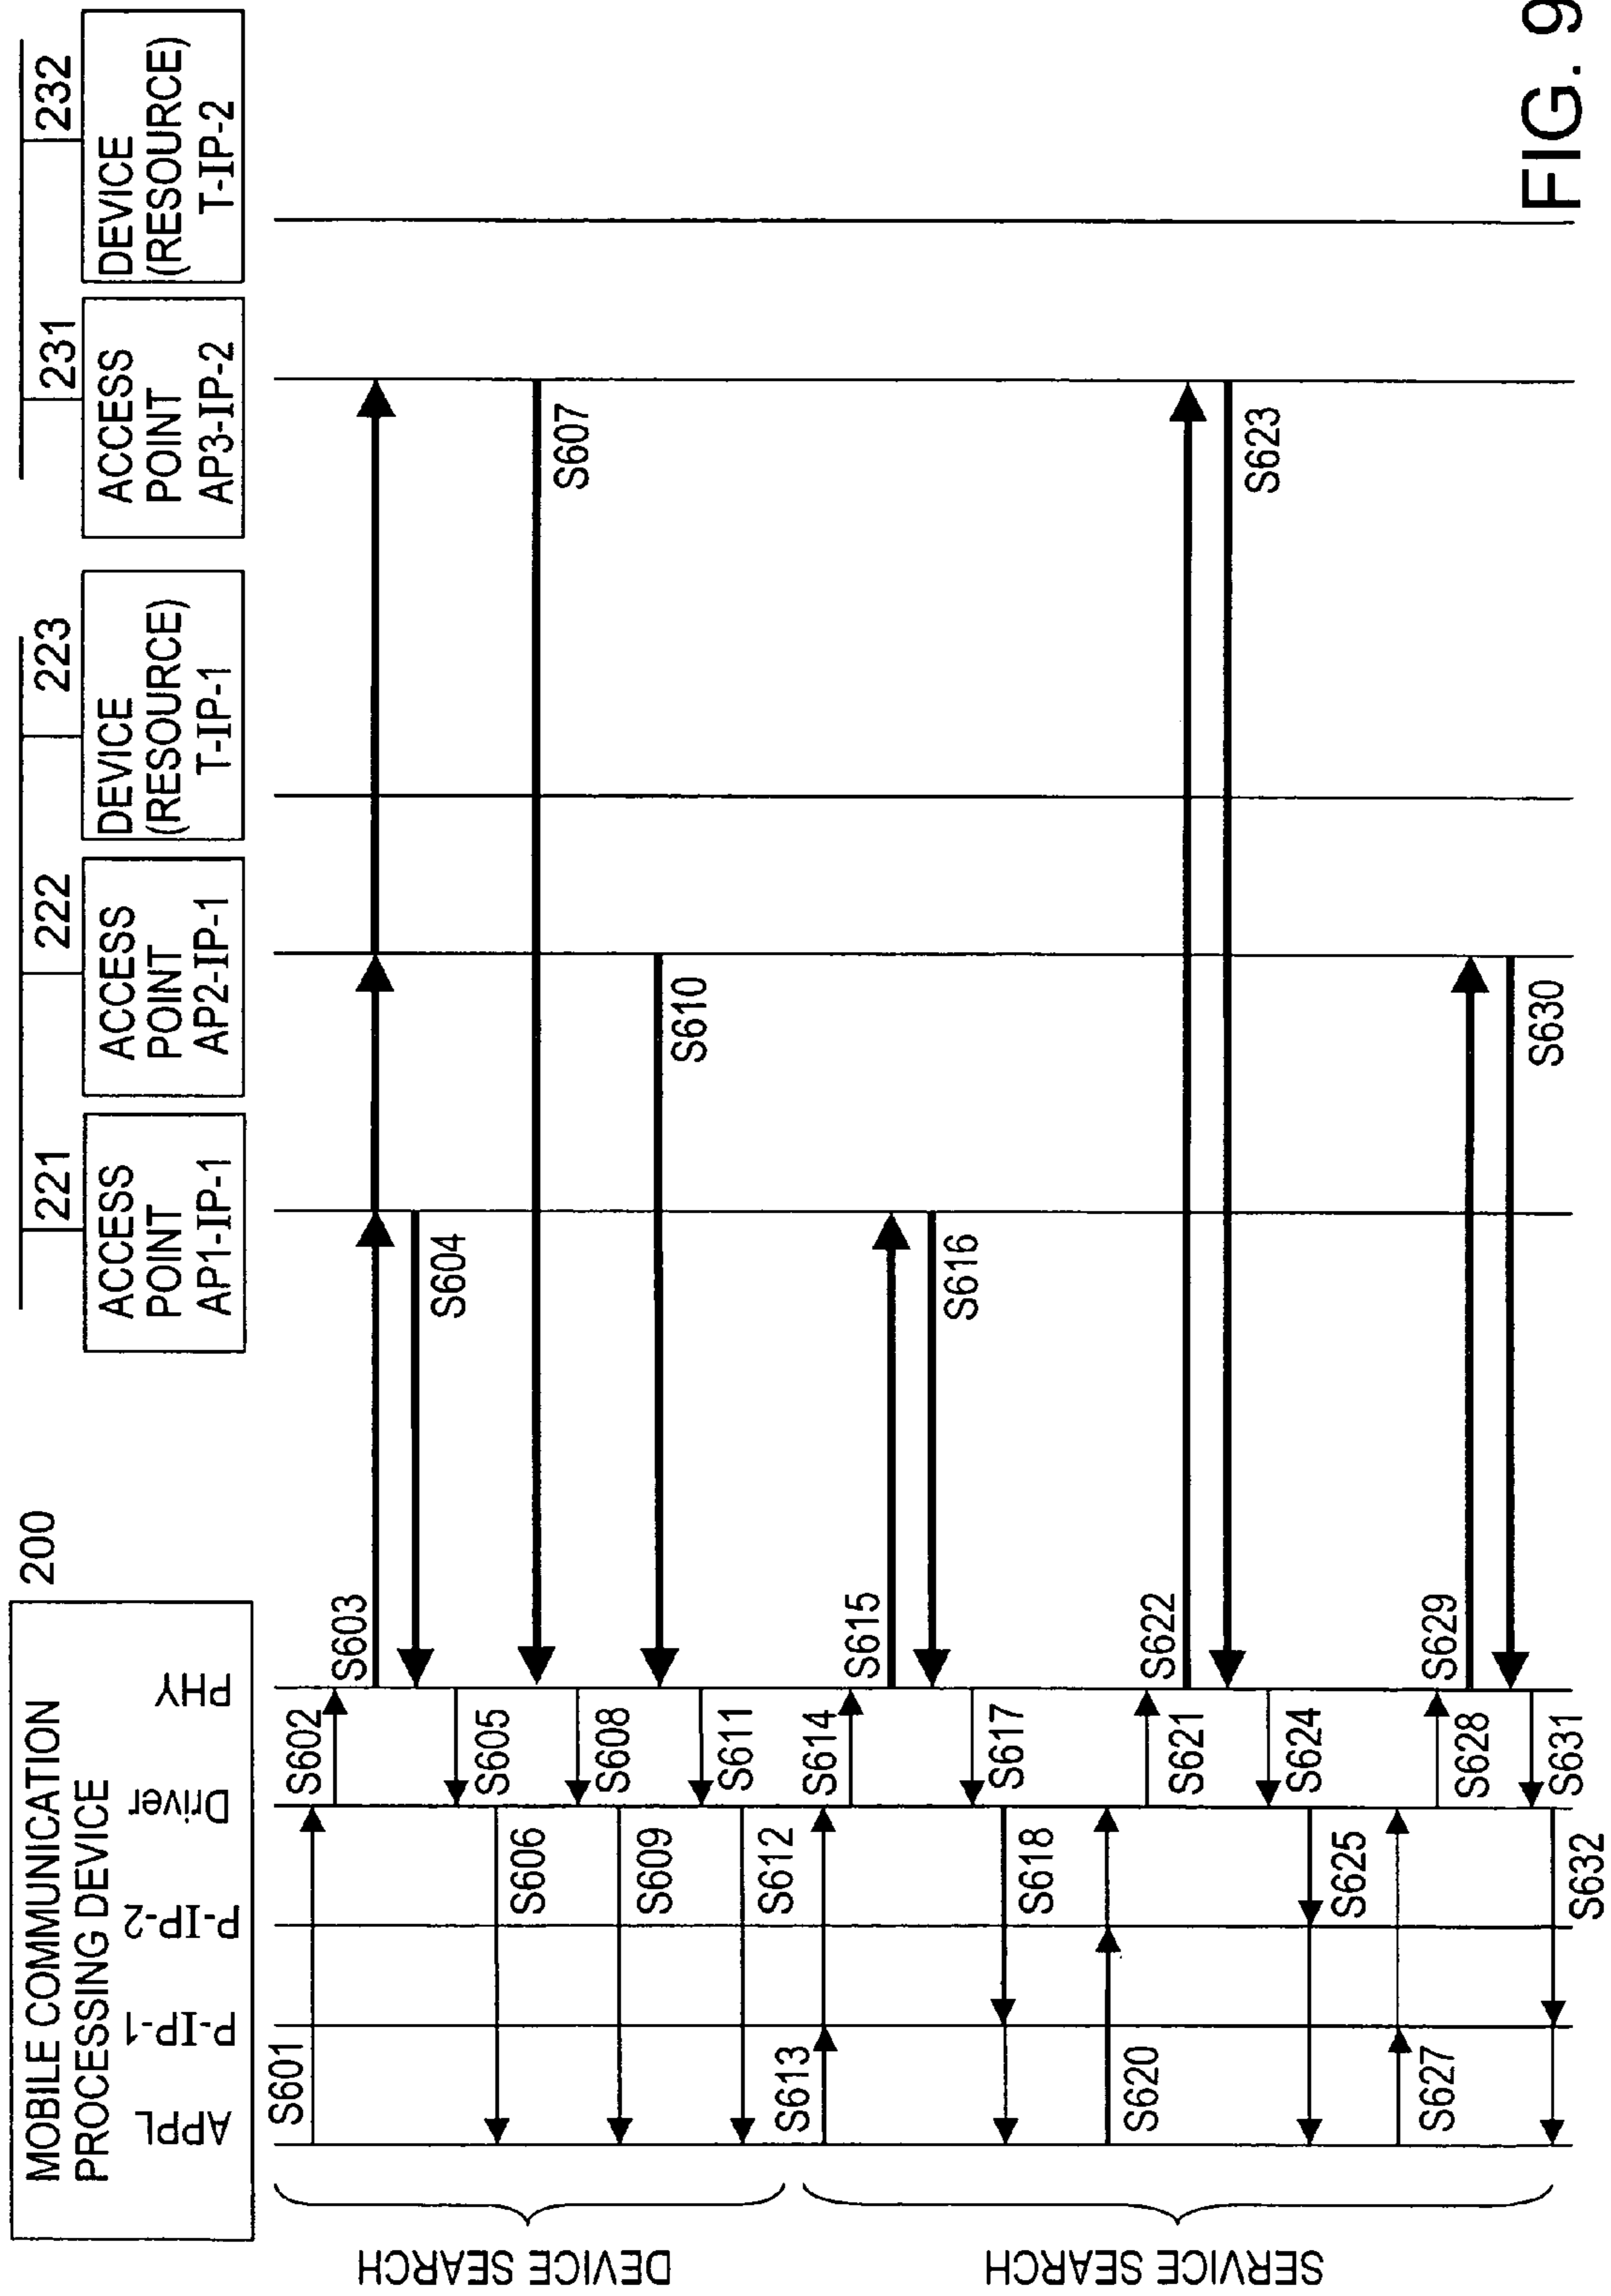 MOBILE COMMUNICATION
PROCESSING DEVICE
200
APPL
P-IP-1
P-IP-2
Driver
PHY
221
ACCESS
POINT
AP1-IP-1
222
ACCESS
POINT
AP2-IP-1
223
DEVICE
(RESOURCE)
T-IP-1
231
ACCESS
POINT
AP3-IP-2
232
DEVICE
(RESOURCE)
T-IP-2
DEVICE SEARCH
S601
S602
S603
S604
S605
S606
S607
S608
S609
S610
S611
S612
SERVICE SEARCH
S613
S614
S615
S616
S617
S618
S620
S621
S622
S623
S624
S625
S627
S628
S629
S630
S631
S632
FIG. 9